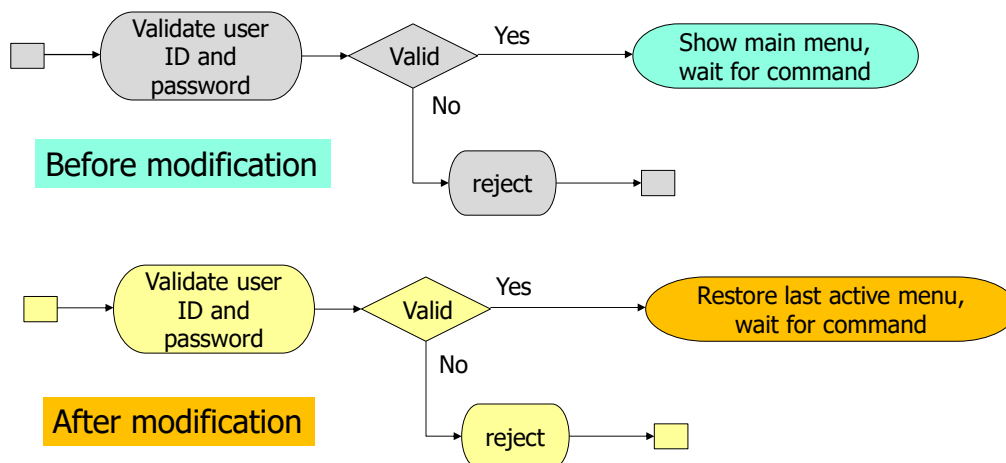 Validate user
ID and
password
Valid
Yes
Show main menu,
wait for command
No
Before modification
reject
Validate user
ID and
password
Valid
Yes
Restore last active menu,
wait for command
No
After modification
reject